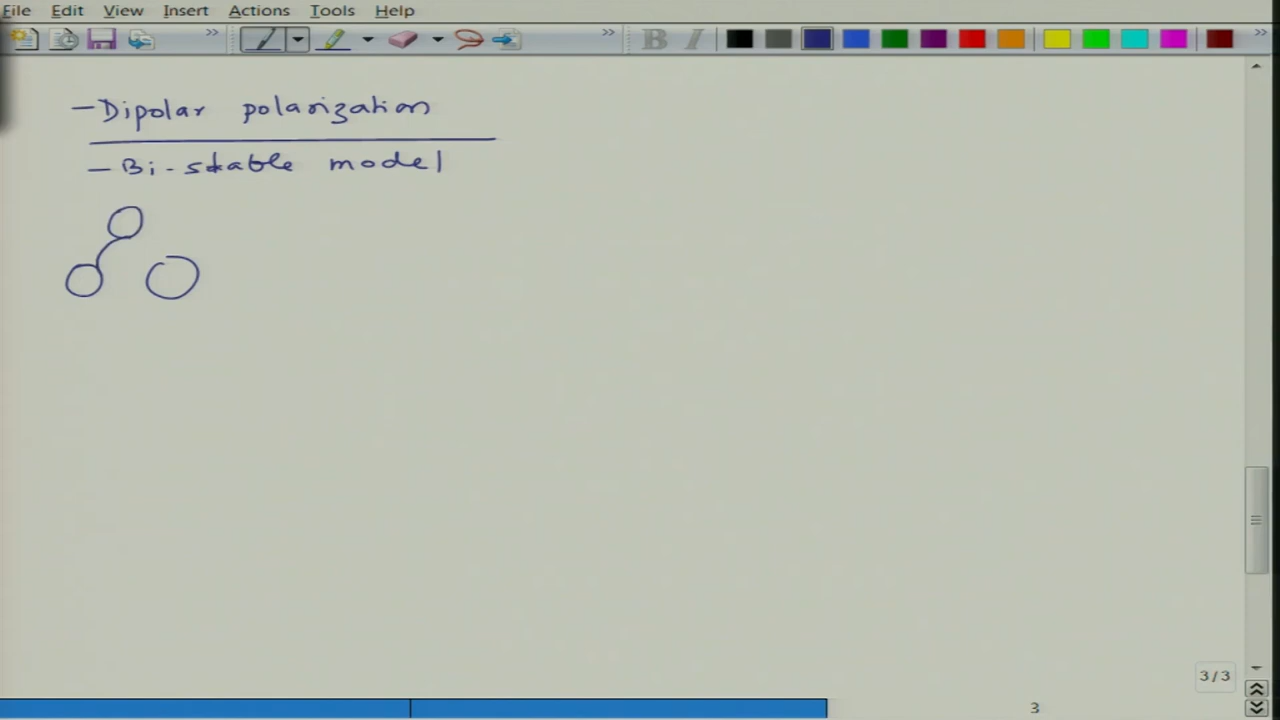 File Edit View Insert Actions Tools Help
B I
- Dipolar polarization
- Bi-stable model
3/3
3